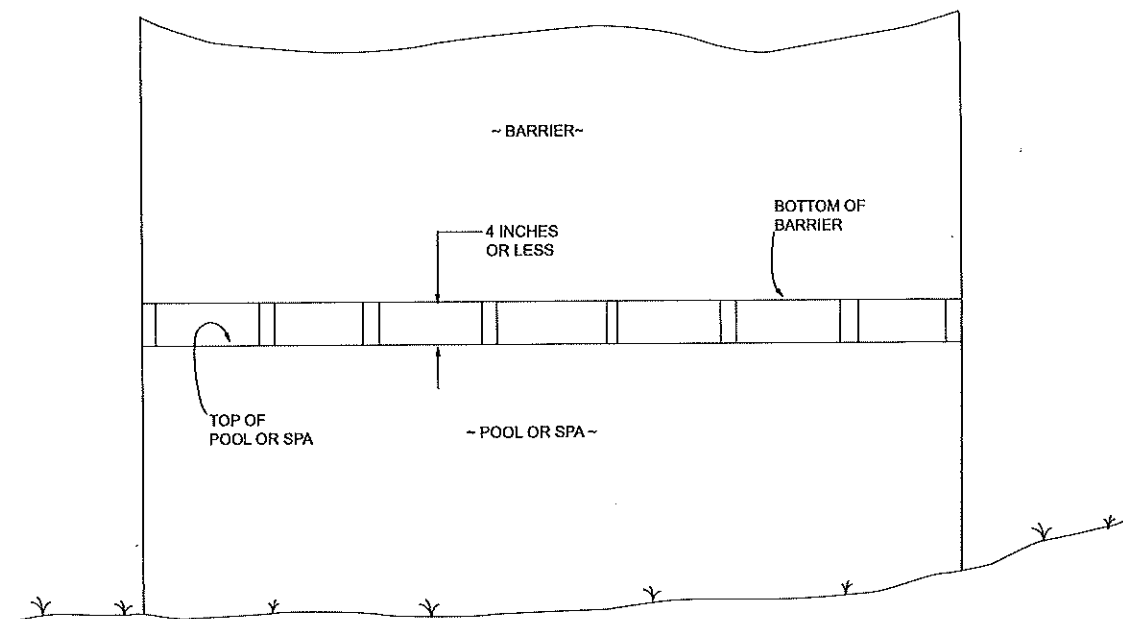 ~ BARRIER~
BOTTOM OF
BARRIER
4 INCHES
OR LESS
TOP OF
POOL OR SPA
~ POOL OR SPA ~